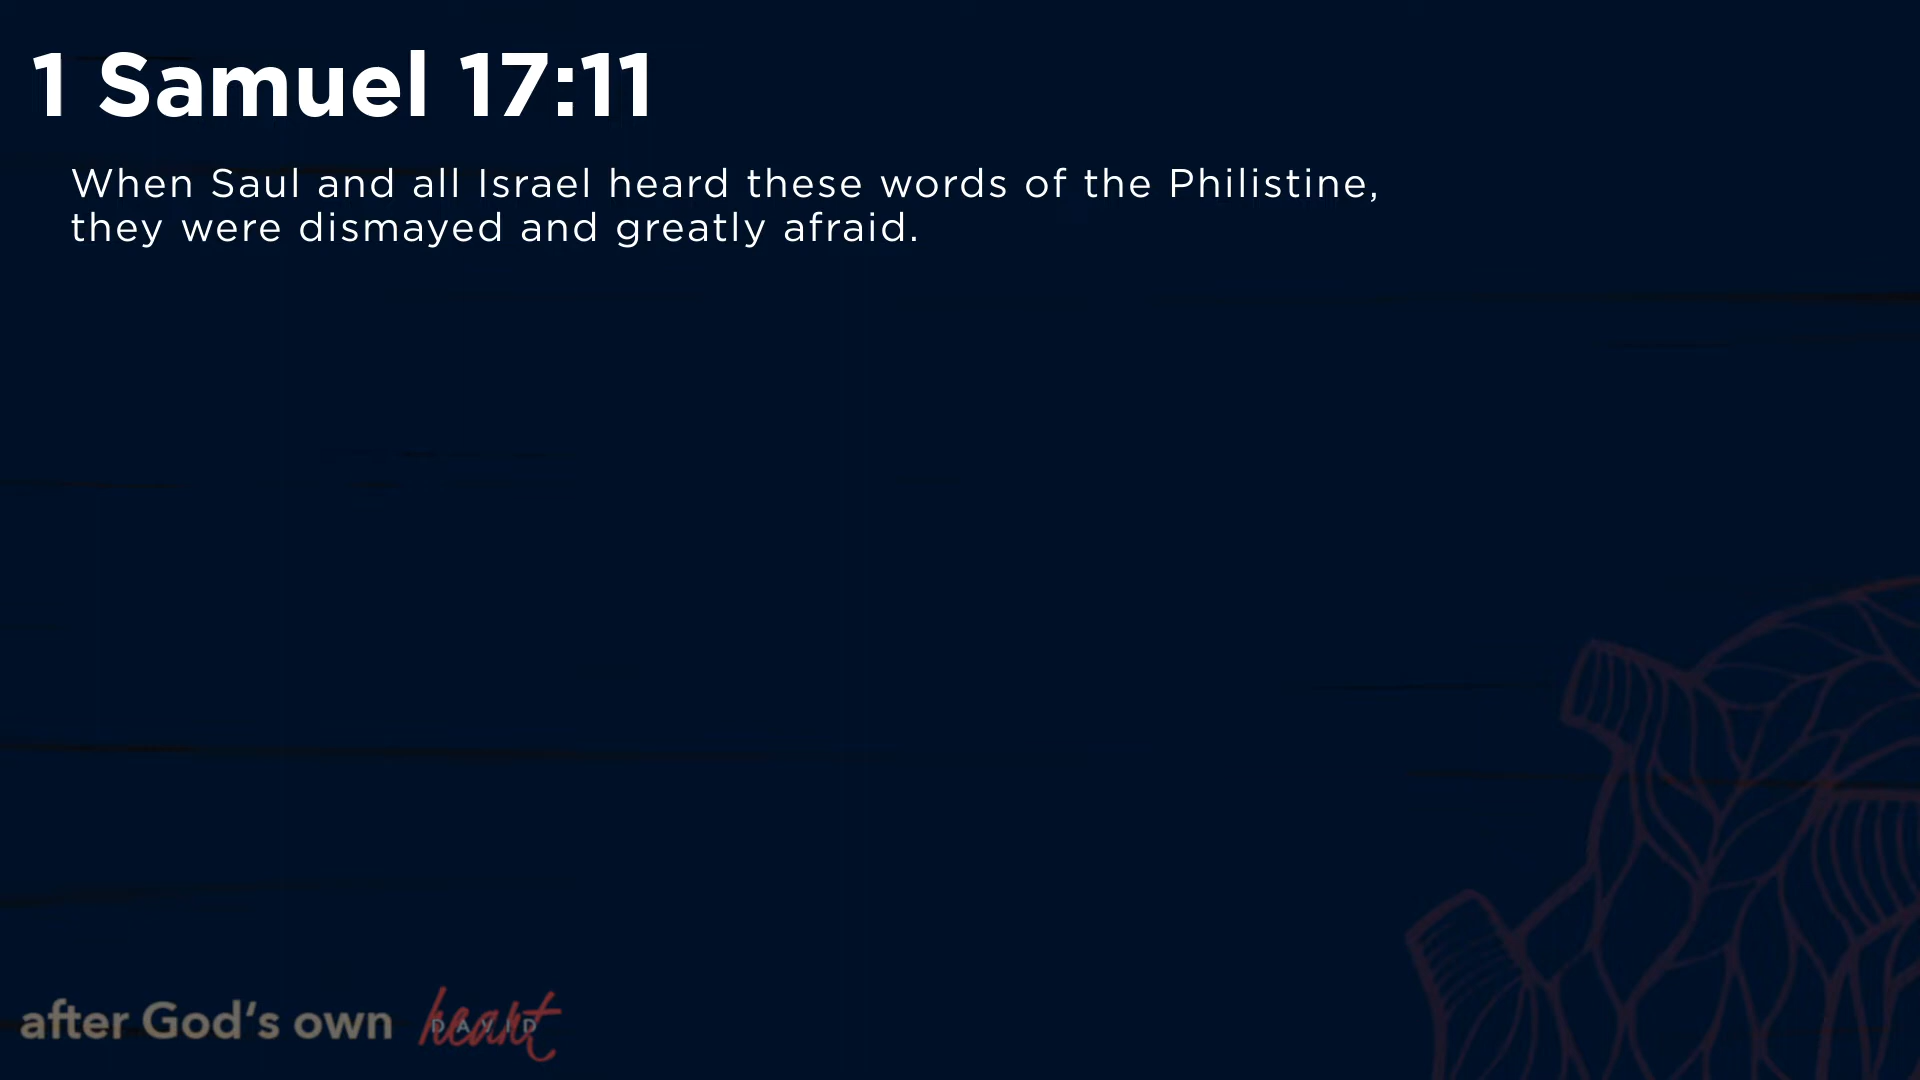 1 Samuel 17:11
When Saul and all Israel heard these words of the Philistine,
they were dismayed and greatly afraid.
after God's own heart
DAVID